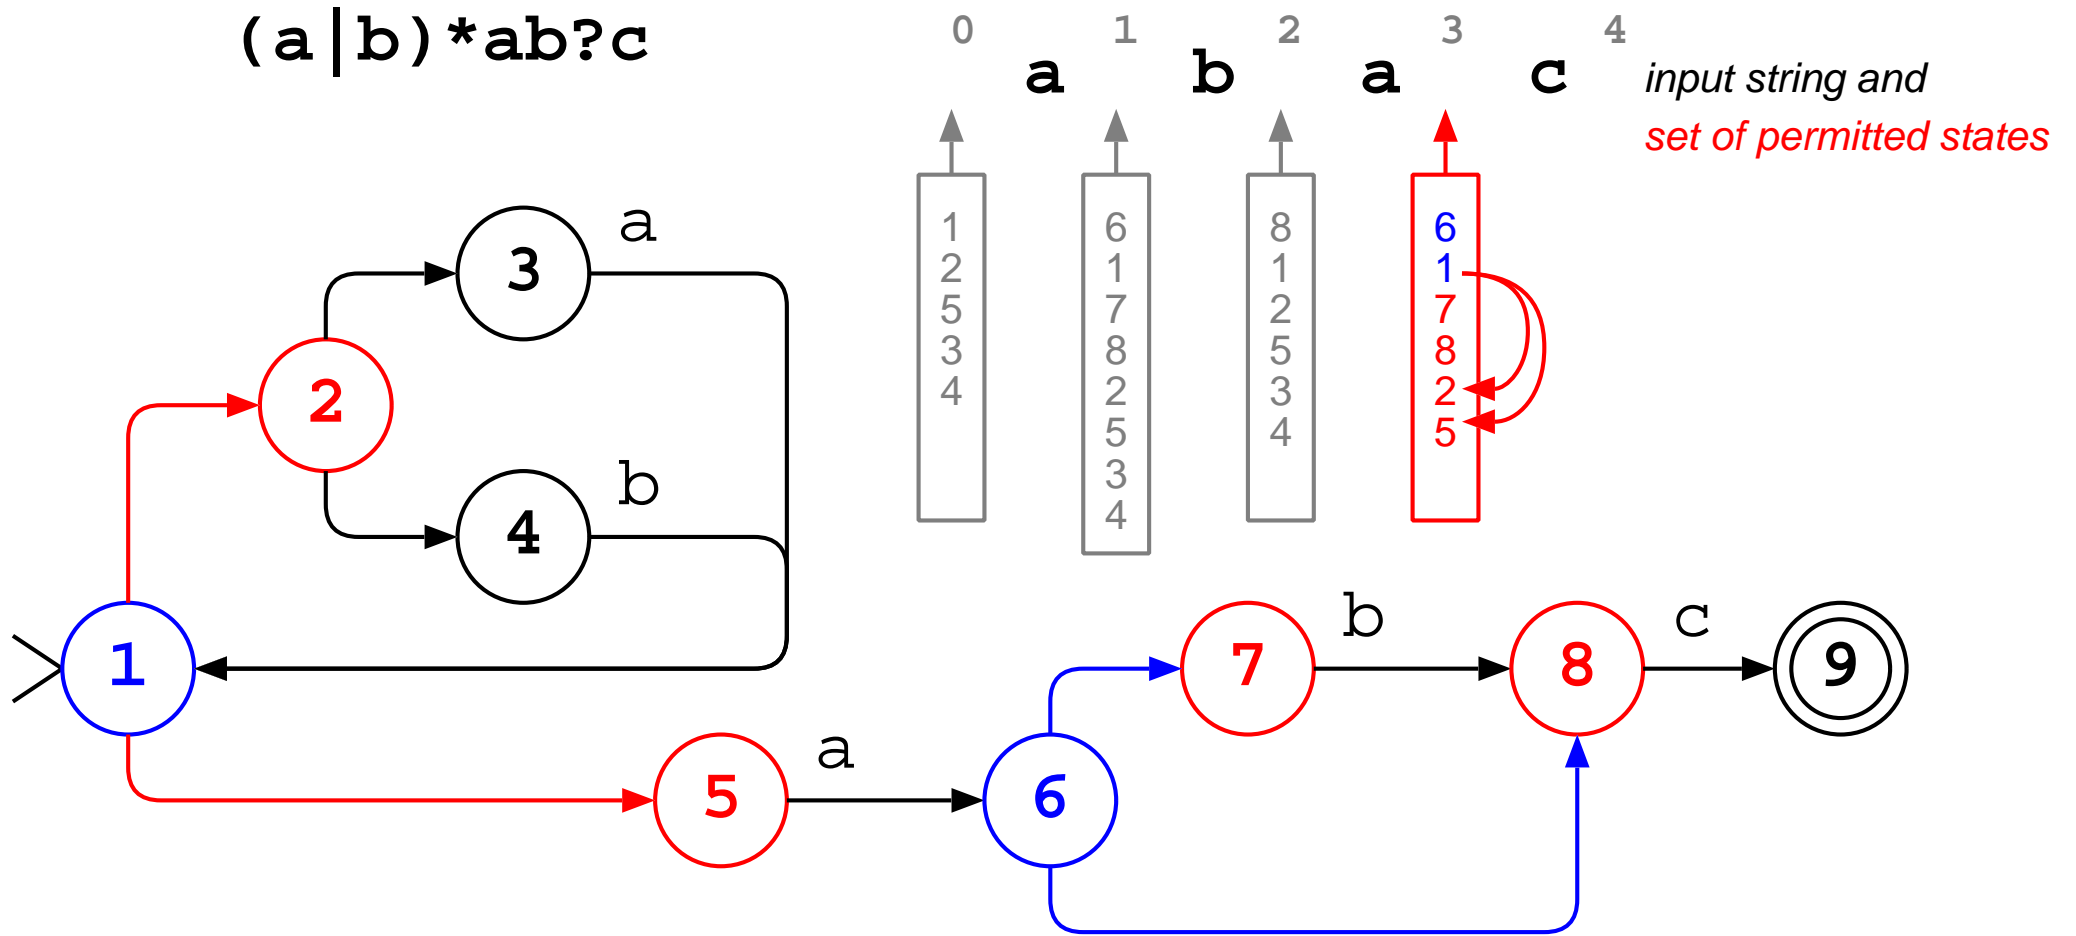 (a|b)*ab?c
0 1 2 3 4
a b a c
input string and
set of permitted states
1 6 8 6
2 1 1 1
5 7 2 7
3 8 5 8
4 2 3 2
5 4 5
3
4
3 a
2
4 b
1
7 b 8 c 9
5 a 6